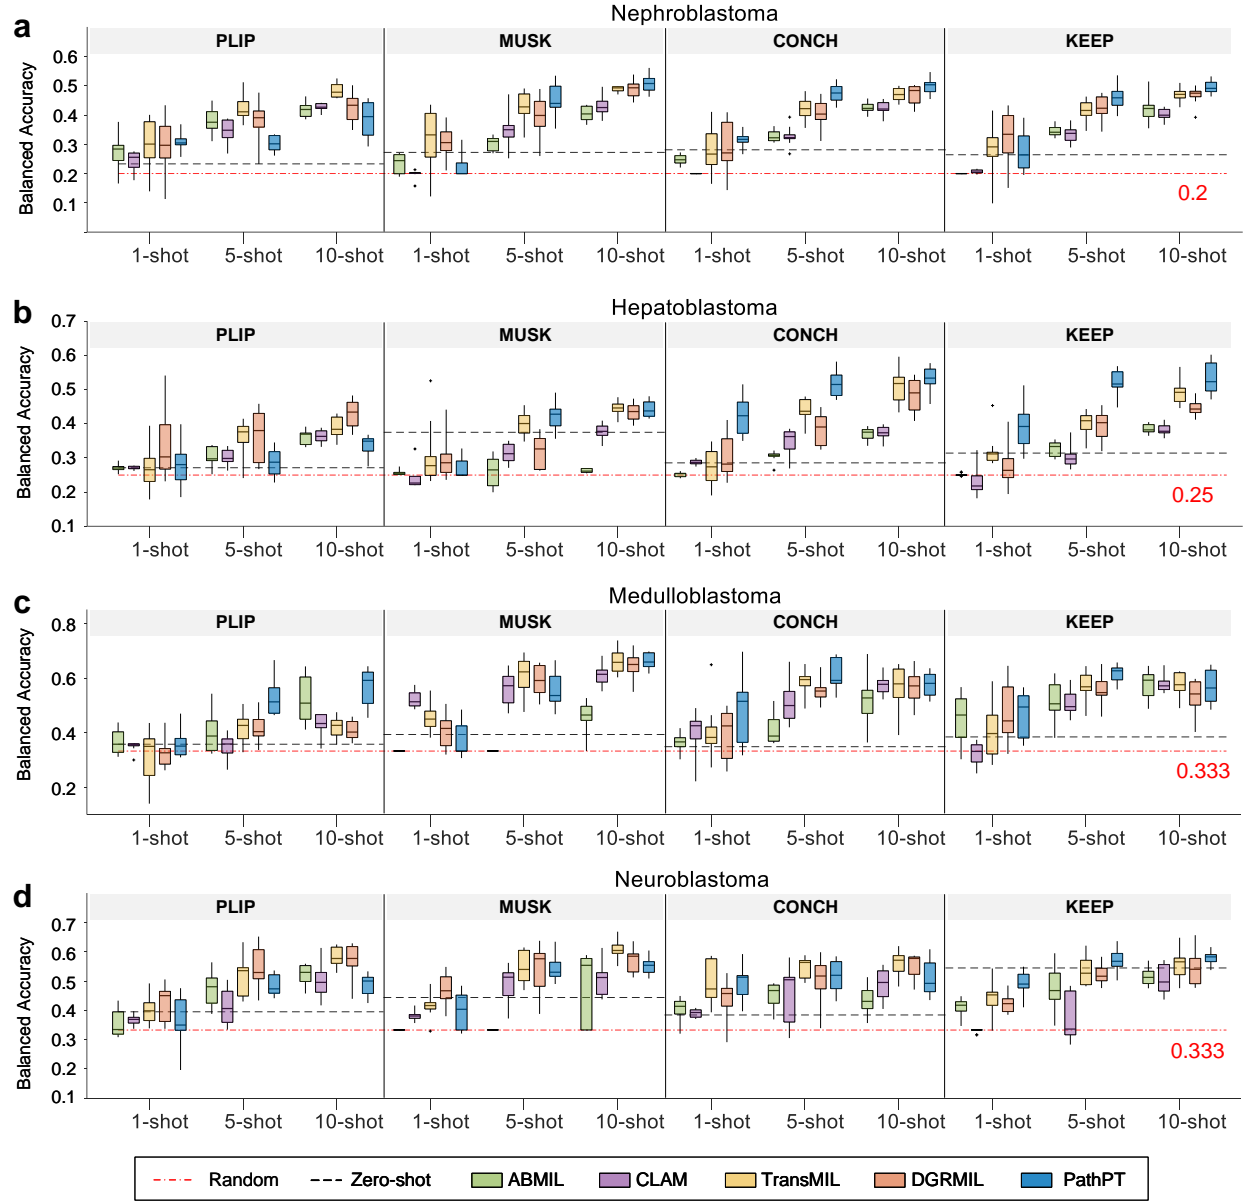 a
Nephroblastoma
PLIP MUSK CONCH KEEP
Balanced Accuracy
0.6
0.5
0.4
0.3
0.2
0.1
0.2
1-shot 5-shot 10-shot 1-shot 5-shot 10-shot 1-shot 5-shot 10-shot 1-shot 5-shot 10-shot
b
Hepatoblastoma
PLIP MUSK CONCH KEEP
Balanced Accuracy
0.7
0.6
0.5
0.4
0.3
0.2
0.1
0.25
1-shot 5-shot 10-shot 1-shot 5-shot 10-shot 1-shot 5-shot 10-shot 1-shot 5-shot 10-shot
c
Medulloblastoma
PLIP MUSK CONCH KEEP
Balanced Accuracy
0.8
0.6
0.4
0.2
0.333
1-shot 5-shot 10-shot 1-shot 5-shot 10-shot 1-shot 5-shot 10-shot 1-shot 5-shot 10-shot
d
Neuroblastoma
PLIP MUSK CONCH KEEP
Balanced Accuracy
0.7
0.6
0.5
0.4
0.3
0.2
0.1
0.333
1-shot 5-shot 10-shot 1-shot 5-shot 10-shot 1-shot 5-shot 10-shot 1-shot 5-shot 10-shot
Random Zero-shot ABMIL CLAM TransMIL DGRMIL PathPT